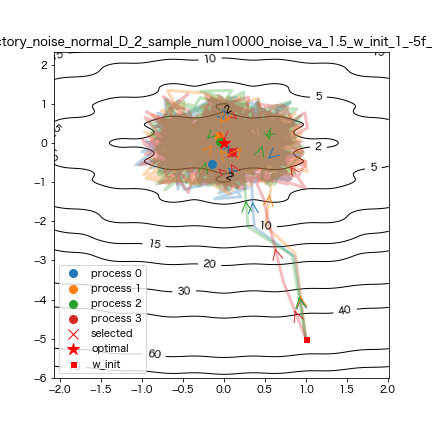 ctory_noise_normal_D_2_sample_num10000_noise_va_1.5_w_init_1_-5f_
10
5
2
2
5
2
10
15
20
30
40
60
2
1
0
−1
−2
−3
−4
−5
−6
process 0
process 1
process 2
process 3
selected
optimal
w_init
−2.0 −1.5 −1.0 −0.5 0.0 0.5 1.0 1.5 2.0